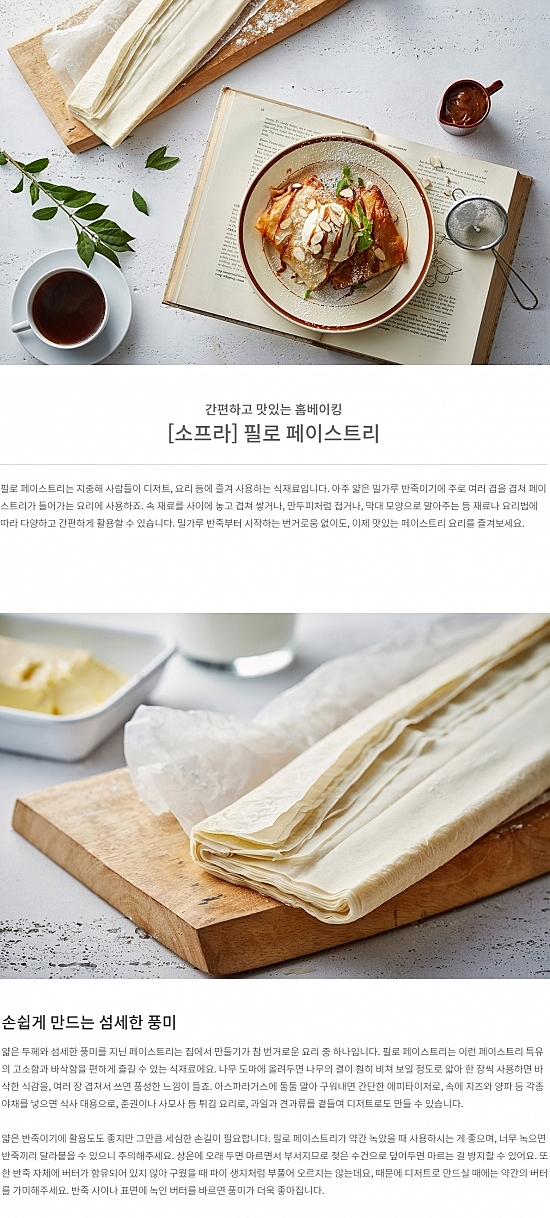 간편하고 맛있는 홈베이킹
[소프라] 필로 페이스트리
필로 페이스트리는 지중해 사람들이 디저트, 요리 등에 즐겨 사용하는 식재료입니다. 아주 얇은 밀가루 반죽이기에 주로 여러 겹을 겹쳐 페이
스트리가 들어가는 요리에 사용하죠. 속 재료를 사이에 놓고 겹쳐 쌓거나, 만두피처럼 접거나, 막대 모양으로 말아주는 등 재료나 요리법에
따라 다양하고 간편하게 활용할 수 있습니다. 밀가루 반죽부터 시작하는 번거로움 없이도, 이제 맛있는 페이스트리 요리를 즐겨보세요.
손쉽게 만드는 섬세한 풍미
얇은 두께와 섬세한 풍미를 지닌 페이스트리는 집에서 만들기가 참 번거로운 요리 중 하나입니다. 필로 페이스트리는 이런 페이스트리 특유
의 고소함과 바삭함을 편하게 즐길 수 있는 식재료에요. 나무 도마에 올려두면 나무의 결이 훤히 비쳐 보일 정도로 얇아 한 장씩 사용하면 바
삭한 식감을, 여러 장 겹쳐서 쓰면 풍성한 느낌이 들죠. 아스파라거스에 돌돌 말아 구워내면 간단한 애피타이저로, 속에 치즈와 양파 등 각종
야채를 넣으면 식사 대용으로, 춘권이나 사모사 등 튀김 요리로, 과일과 견과류를 곁들여 디저트로도 만들 수 있습니다.
얇은 반죽이기에 활용도도 좋지만 그만큼 세심한 손길이 필요합니다. 필로 페이스트리가 약간 녹았을 때 사용하시는 게 좋으며, 너무 녹으면
반죽끼리 달라붙을 수 있으니 주의해주세요. 상온에 오래 두면 마르면서 부서지므로 젖은 수건으로 덮어두면 마르는 걸 방지할 수 있어요. 또
한 반죽 자체에 버터가 함유되어 있지 않아 구웠을 때 파이 생지처럼 부풀어 오르지는 않는데요, 때문에 디저트로 만드실 때에는 약간의 버터
를 가미해주세요. 반죽 사이나 표면에 녹인 버터를 바르면 풍미가 더욱 좋아집니다.